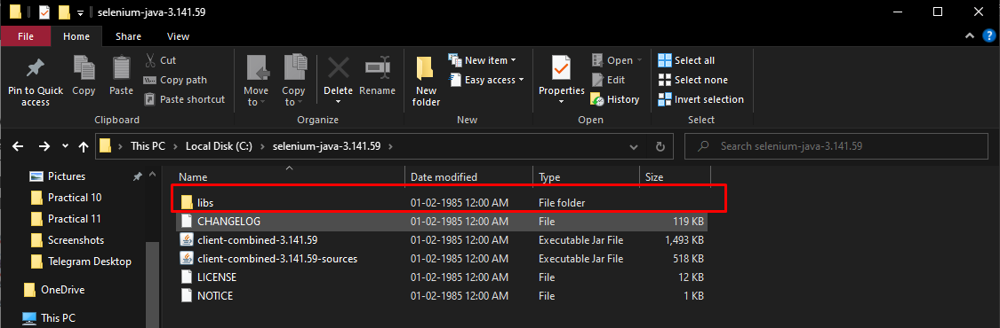 selenium-java-3.141.59
File Home Share View
Pin to Quick access
Copy
Paste
Cut
Copy path
Paste shortcut
Clipboard
Move to
Copy to
Delete
Rename
Organize
New folder
New item
Easy access
New
Properties
Open
Edit
History
Open
Select all
Select none
Invert selection
Select
This PC Local Disk (C:) selenium-java-3.141.59
Search selenium-java-3.141.59
Pictures
Practical 10
Practical 11
Screenshots
Telegram Desktop
OneDrive
This PC
Name Date modified Type Size
libs 01-02-1985 12:00 AM File folder
CHANGELOG 01-02-1985 12:00 AM File 119 KB
client-combined-3.141.59 01-02-1985 12:00 AM Executable Jar File 1,493 KB
client-combined-3.141.59-sources 01-02-1985 12:00 AM Executable Jar File 518 KB
LICENSE 01-02-1985 12:00 AM File 12 KB
NOTICE 01-02-1985 12:00 AM File 1 KB